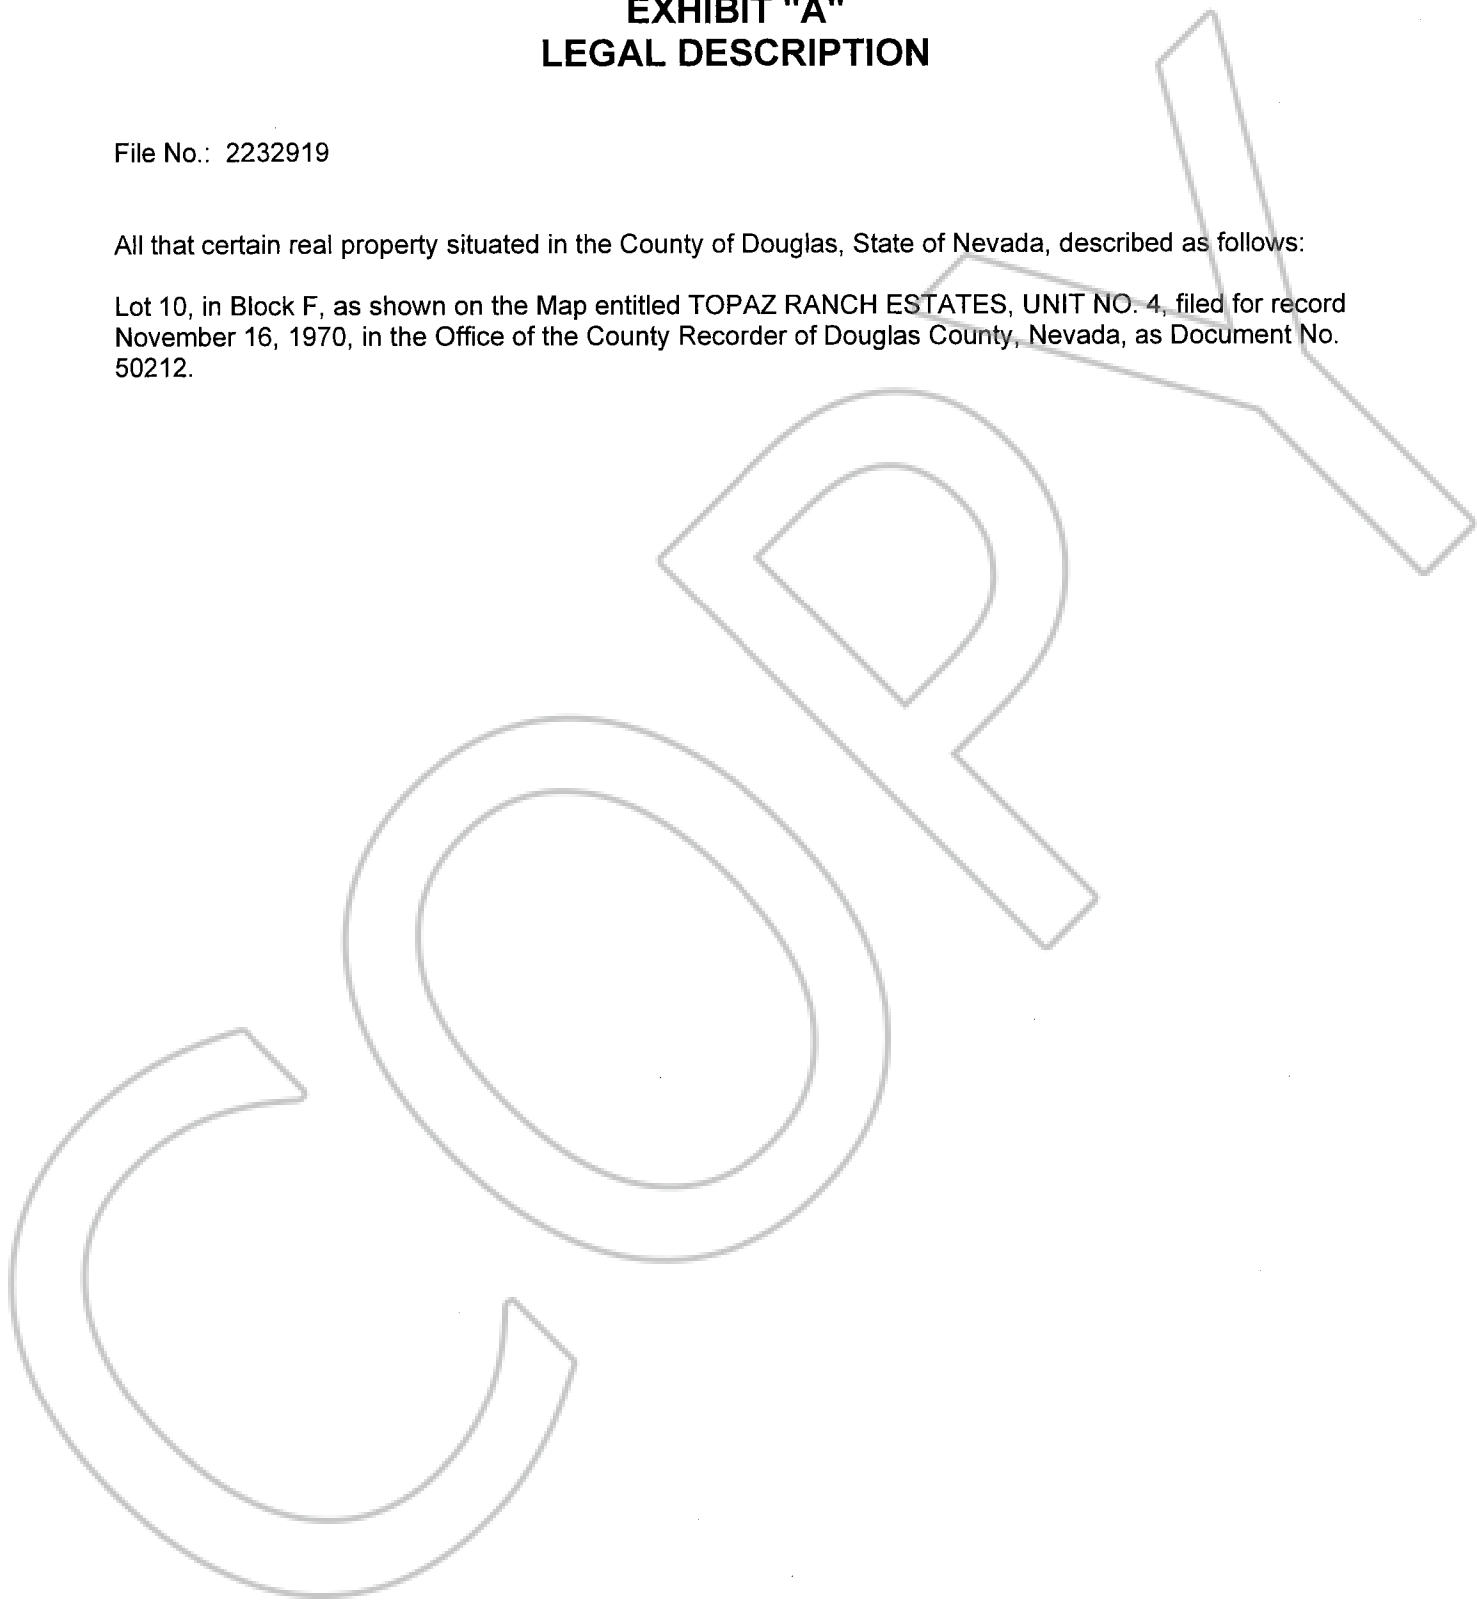 EXHIBIT "A"
LEGAL DESCRIPTION
File No.: 2232919
All that certain real property situated in the County of Douglas, State of Nevada, described as follows:
Lot 10, in Block F, as shown on the Map entitled TOPAZ RANCH ESTATES, UNIT NO. 4, filed for record
November 16, 1970, in the Office of the County Recorder of Douglas County, Nevada, as Document No.
50212.
COPY